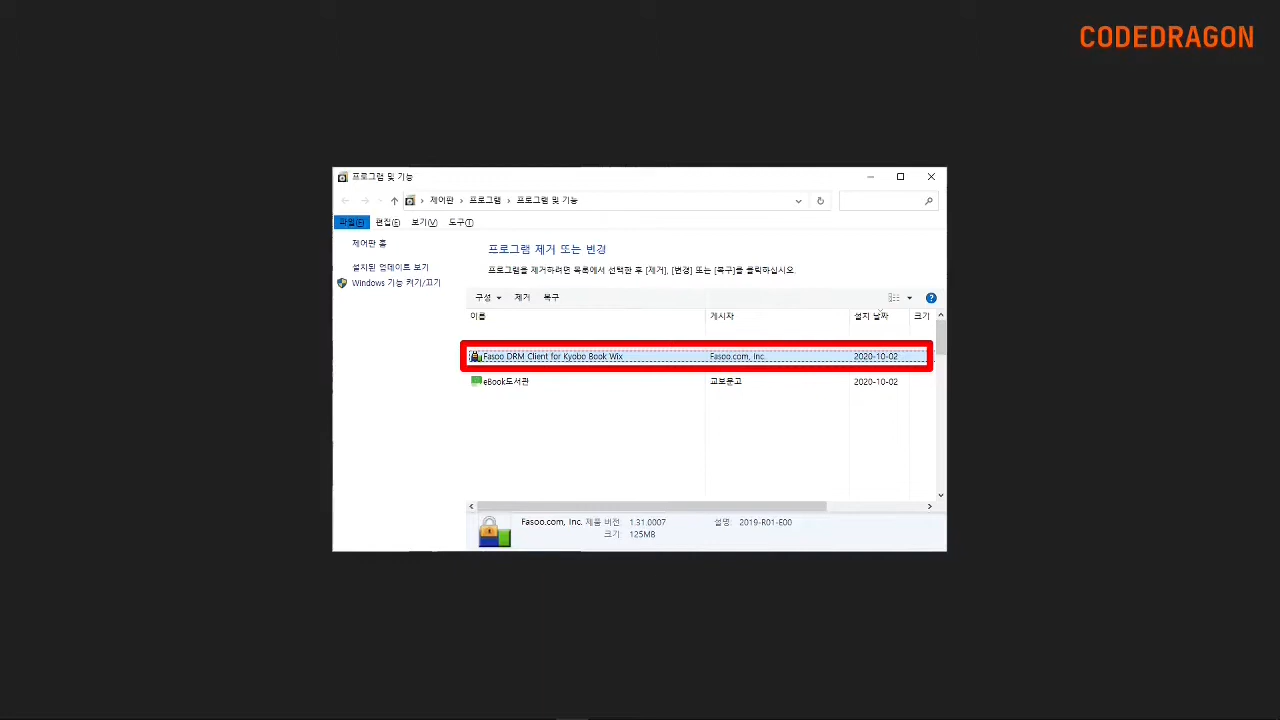 CODEDRAGON
프로그램 및 기능
제어판 › 프로그램 › 프로그램 및 기능
파일(F) 편집(E) 보기(V) 도구(T)
제어판 홈
설치된 업데이트 보기
Windows 기능 켜기/끄기
프로그램 제거 또는 변경
프로그램을 제거하려면 목록에서 선택한 후 [제거], [변경] 또는 [복구]를 클릭하십시오.
구성 제거 복구
이름 게시자 설치 날짜 크기
Fasoo DRM Client for Kyobo Book Wix Fasoo.com, Inc. 2020-10-02
eBook도서관 교보문고 2020-10-02
Fasoo.com, Inc. 제품 버전: 1.31.0007 설명: 2019-R01-E00
크기: 125MB